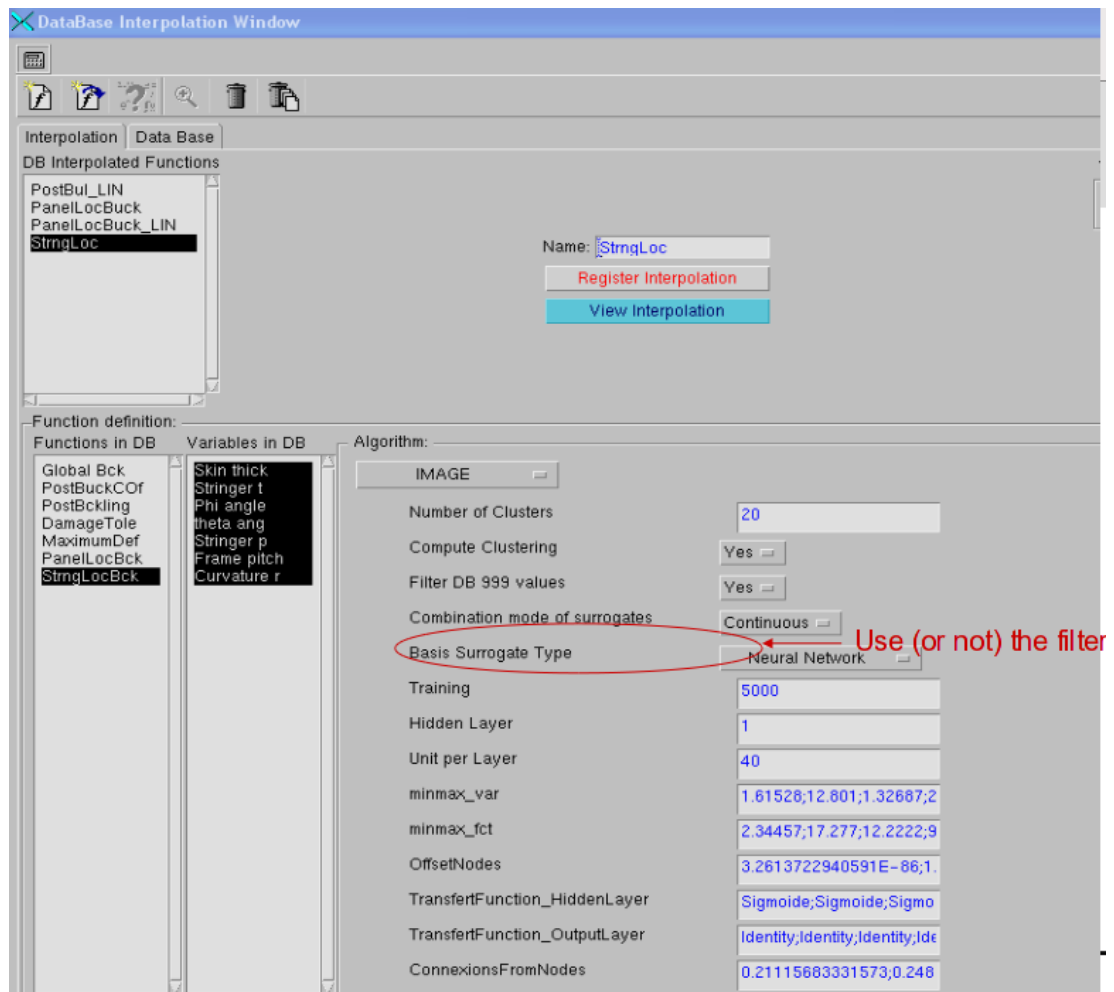 DataBase Interpolation Window
Interpolation Data Base
DB Interpolated Functions
PostBul_LIN
PanelLocBuck
PanelLocBuck_LIN
StrngLoc
Name: StrngLoc
Register Interpolation
View Interpolation
Function definition:
Functions in DB
Global Bck
PostBuckCOf
PostBckling
DamageTole
MaximumDef
PanelLocBck
StrngLocBck
Variables in DB
Skin thick
Stringer t
Phi angle
theta ang
Stringer p
Frame pitch
Curvature r
Algorithm:
IMAGE
Number of Clusters 20
Compute Clustering Yes
Filter DB 999 values Yes
Combination mode of surrogates Continuous
Use (or not) the filter
Basis Surrogate Type Neural Network
Training 5000
Hidden Layer 1
Unit per Layer 40
minmax_var 1.61528;12.801;1.32687;2
minmax_fct 2.34457;17.277;12.2222;9
OffsetNodes 3.2613722940591E-86;1.
TransfertFunction_HiddenLayer Sigmoide;Sigmoide;Sigmo
TransfertFunction_OutputLayer Identity;Identity;Identity;Ide
ConnexionsFromNodes 0.21115683331573;0.248